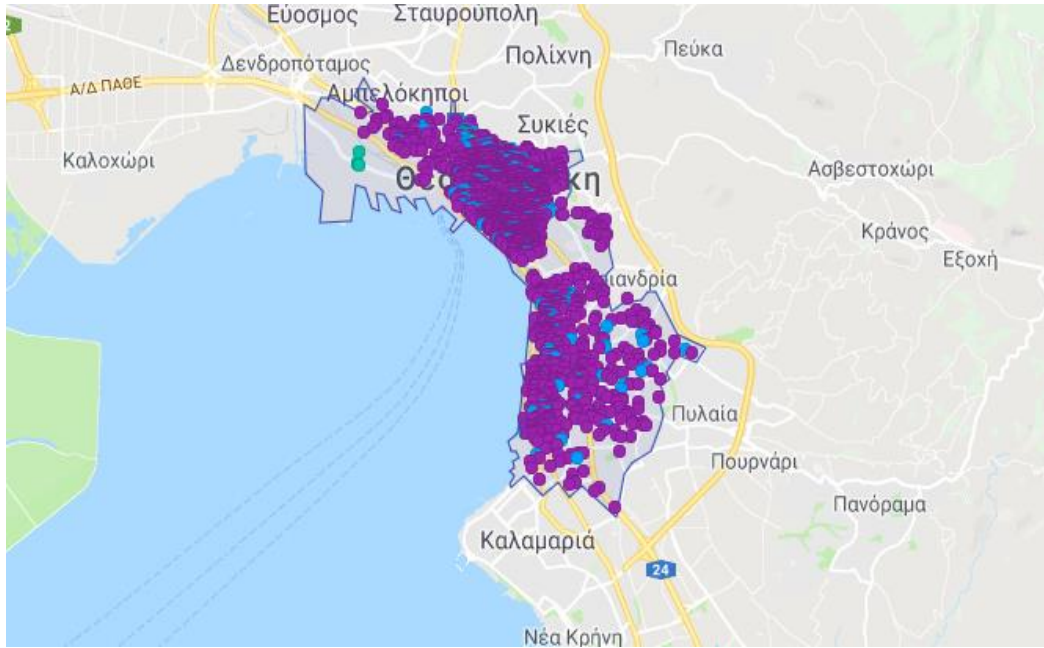 Εύοσμος
Σταυρούπολη
Πολίχνη
Πεύκα
2
Δενδροπόταμος
Α/Δ ΠΑΘΕ
Αμπελόκηποι
Συκιές
Καλοχώρι
Ασβεστοχώρι
Κράνος
Εξοχή
Πυλαία
Πουρνάρι
Πανόραμα
Καλαμαριά
24
Νέα Κρήνη